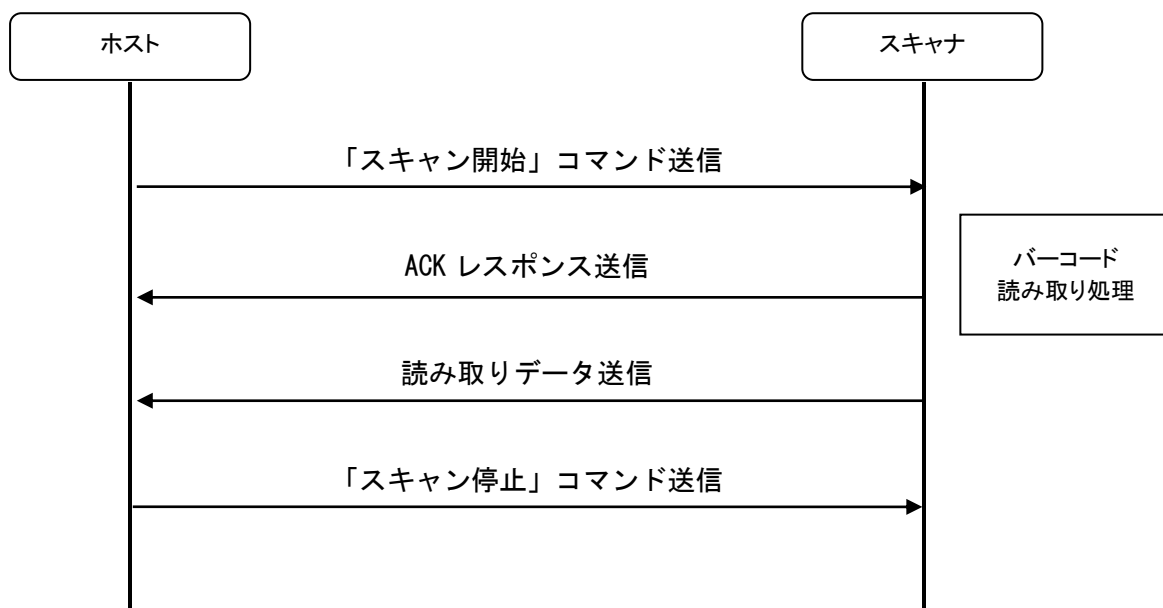 ホスト
スキャナ
「スキャン開始」コマンド送信
ACK レスポンス送信
バーコード
読み取り処理
読み取りデータ送信
「スキャン停止」コマンド送信